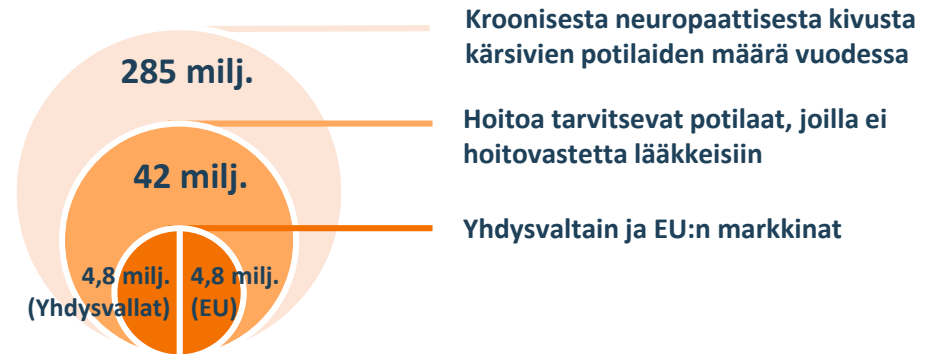 Kroonisesta neuropaattisesta kivusta
kärsivien potilaiden määrä vuodessa
285 milj.
Hoitoa tarvitsevat potilaat, joilla ei
hoitovastetta lääkkeisiin
42 milj.
Yhdysvaltain ja EU:n markkinat
4,8 milj.
(Yhdysvallat)
4,8 milj.
(EU)